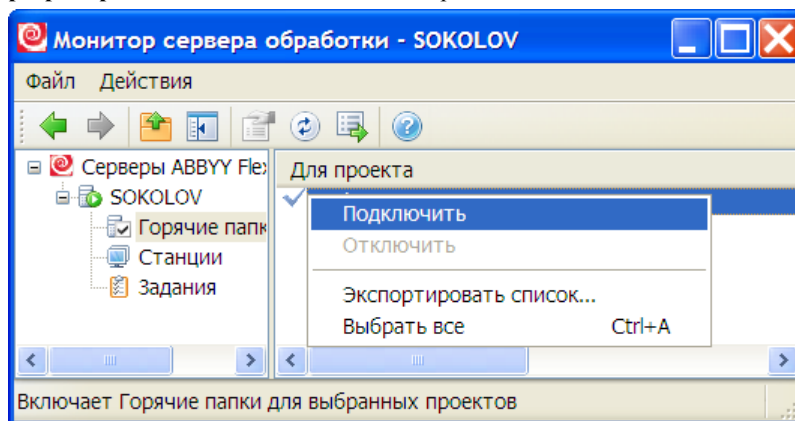 Монитор сервера обработки - SOKOLOV
Файл Действия
Серверы ABBYY Fle
Для проекта
SOKOLOV
Горячие папк
Станции
Задания
Подключить
Отключить
Экспортировать список...
Выбрать все Ctrl+A
Включает Горячие папки для выбранных проектов